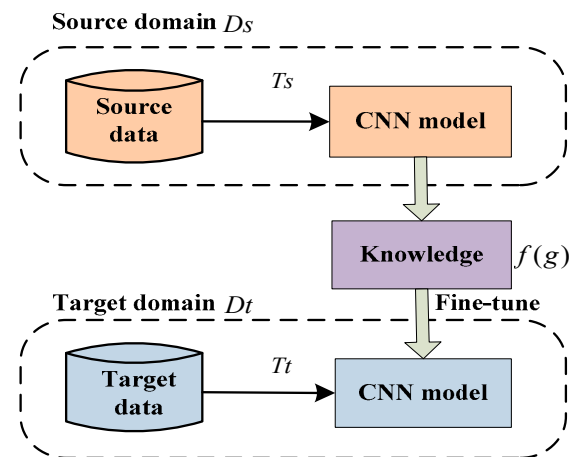 Source domain Ds
Ts
Source
data
CNN model
Knowledge f(g)
Target domain Dt
Fine-tune
Tt
Target
data
CNN model